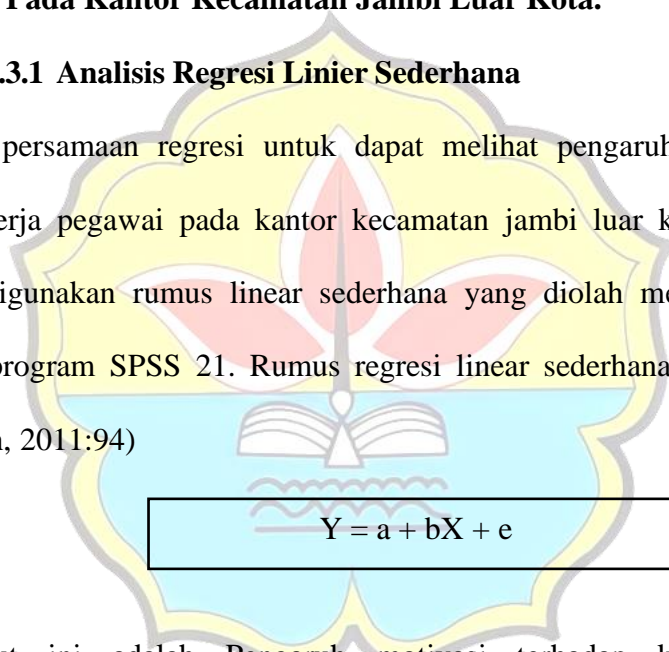 Pada Kantor Kecamatan Jambi Luar Kota.
.3.1 Analisis Regresi Linier Sederhana
persamaan regresi untuk dapat melihat pengaruh
erja pegawai pada kantor kecamatan jambi luar k
igunakan rumus linear sederhana yang diolah me
program SPSS 21. Rumus regresi linear sederhana
, 2011:94)
Y = a + bX + e
ini adalah Pengaruh motivasi terhadap